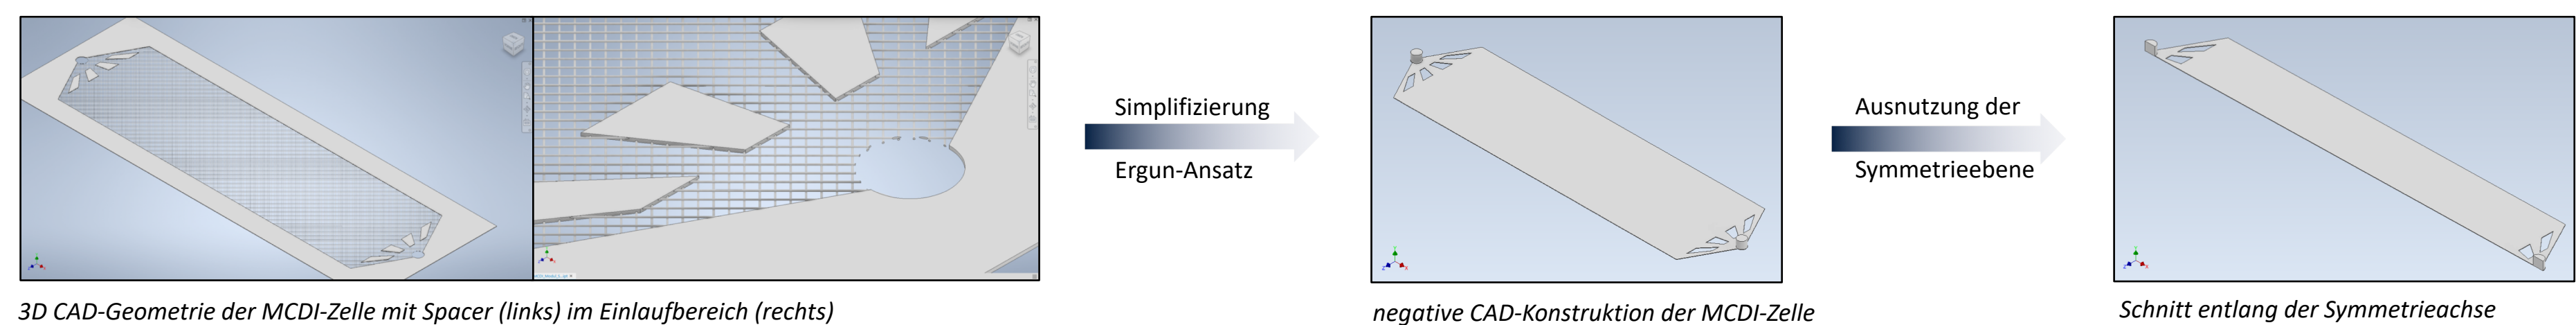 Simplifizierung
Ergun-Ansatz
Ausnutzung der
Symmetrieebene
3D CAD-Geometrie der MCDI-Zelle mit Spacer (links) im Einlaufbereich (rechts)
negative CAD-Konstruktion der MCDI-Zelle
Schnitt entlang der Symmetrieachse